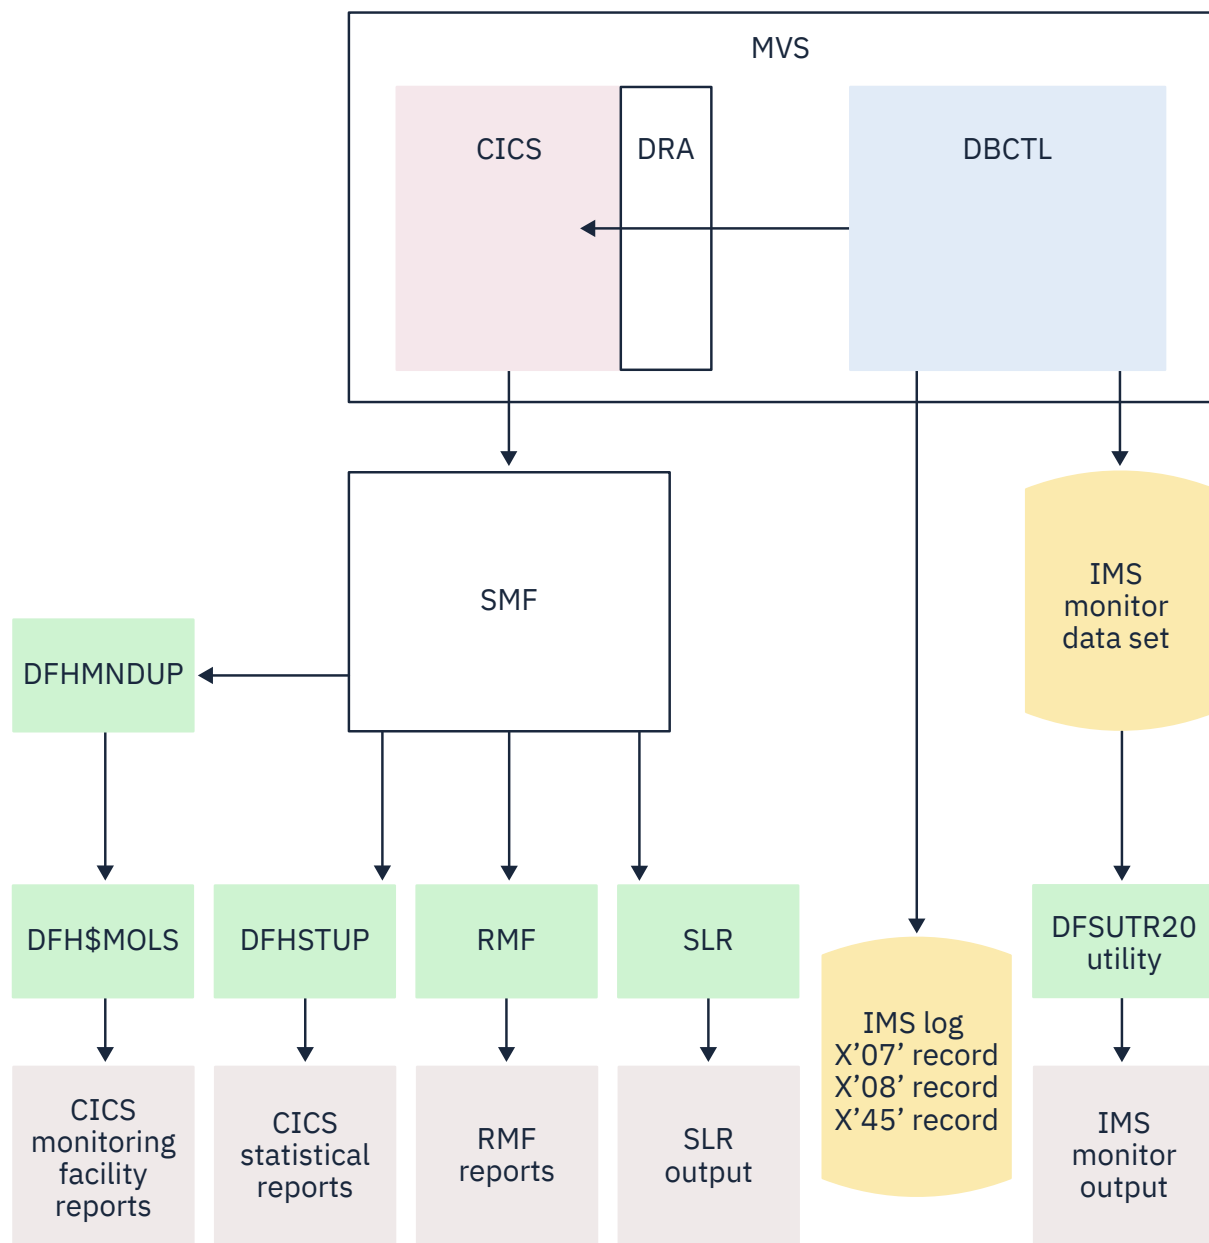 MVS
CICS
DRA
DBCTL
SMF
IMS
monitor
data set
DFHMNDUP
DFH$MOLS
DFHSTUP
RMF
SLR
DFSUTR20
utility
IMS log
X’07’ record
X’08’ record
X’45’ record
CICS
monitoring
facility
reports
CICS
statistical
reports
RMF
reports
SLR
output
IMS
monitor
output